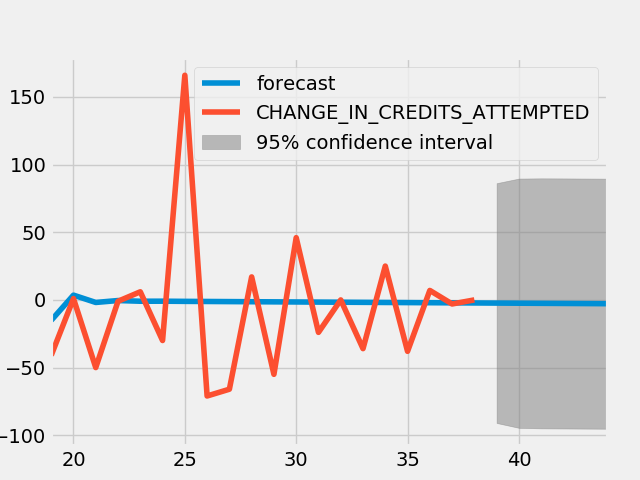 forecast
CHANGE_IN_CREDITS_ATTEMPTED
95% confidence interval
150
100
50
0
−50
−100
20 25 30 35 40